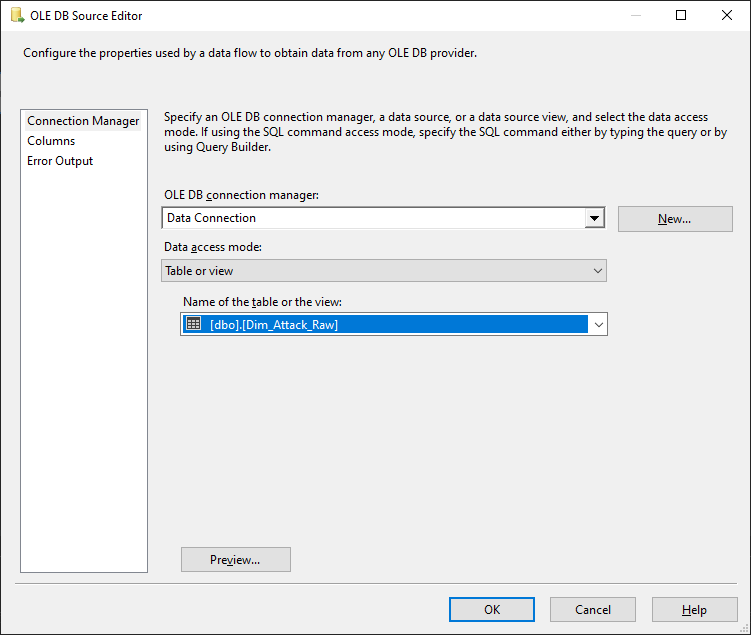 OLE DB Source Editor
Configure the properties used by a data flow to obtain data from any OLE DB provider.
Connection Manager
Columns
Error Output
Specify an OLE DB connection manager, a data source, or a data source view, and select the data access
mode. If using the SQL command access mode, specify the SQL command either by typing the query or by
using Query Builder.
OLE DB connection manager:
Data Connection
New...
Data access mode:
Table or view
Name of the table or the view:
[dbo].[Dim_Attack_Raw]
Preview...
OK
Cancel
Help